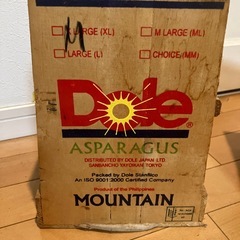 LARGE (XL)
M LARGE (ML)
LARGE (L)
CHOICE (MM)
Dole®
ASPARAGUS
DISTRIBUTED BY DOLE JAPAN LTD
SANBANCHO YAYOIKAN TOKYO
Packed by Dole Stanfilco
An ISO 9001:2000 Certified Company
Product of the Philippines
MOUNTAIN